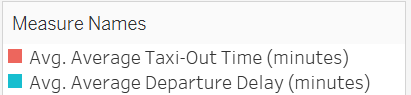 Measure Names
Avg. Average Taxi-Out Time (minutes)
Avg. Average Departure Delay (minutes)